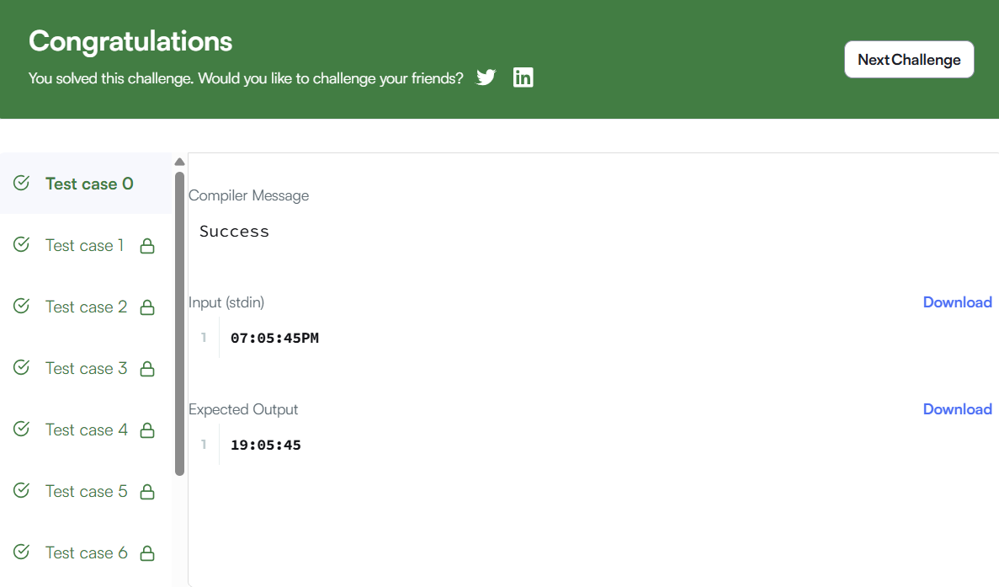 Congratulations
You solved this challenge. Would you like to challenge your friends?
Next Challenge
Test case 0
Test case 1
Test case 2
Test case 3
Test case 4
Test case 5
Test case 6
Compiler Message
Success
Input (stdin)
Download
1 07:05:45PM
Expected Output
Download
1 19:05:45